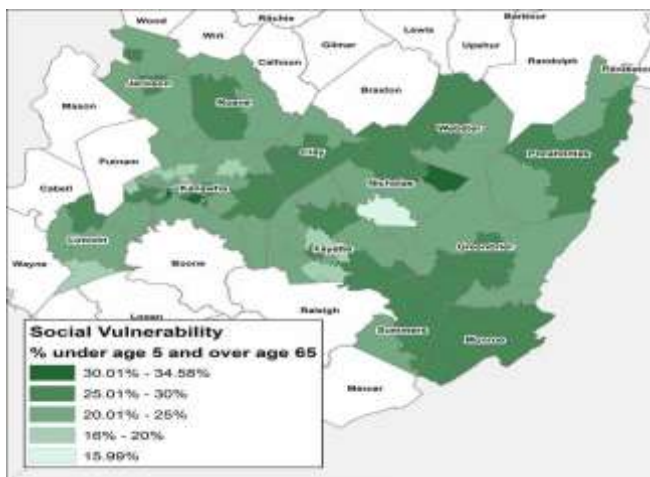 Wood
Ritchie
Wirt
Lewis
Barbour
Gilmer
Upshur
Calhoun
Randolph
Jackson
Braxton
Roane
Mason
Webster
Clay
Pocahontas
Putnam
Nicholas
Kanawha
Cabell
Lincoln
Fayette
Greenbrier
Wayne
Boone
Raleigh
Logan
Summers
Monroe
Mercer
Social Vulnerability
% under age 5 and over age 65
30.01% - 34.58%
25.01% - 30%
20.01% - 25%
16% - 20%
15.99%